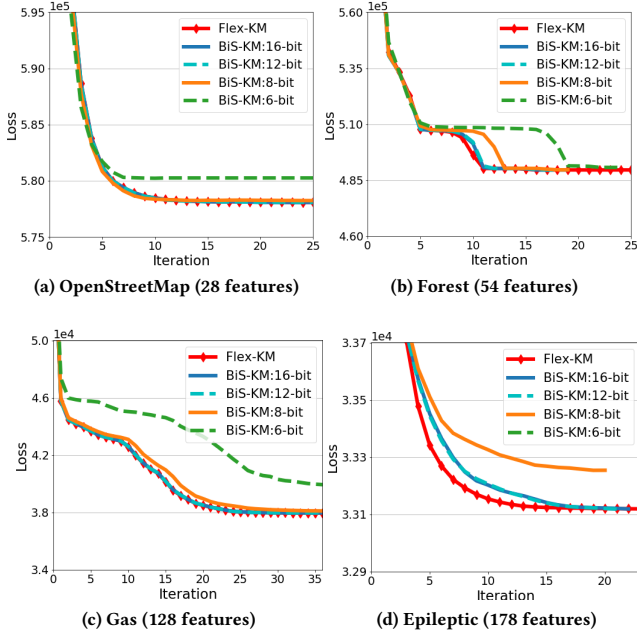 1e5
5.95
5.90
5.85
5.80
5.75
Loss
0 5 10 15 20 25
Iteration
Flex-KM
BiS-KM:16-bit
BiS-KM:12-bit
BiS-KM:8-bit
BiS-KM:6-bit
(a) OpenStreetMap (28 features)
1e5
5.60
5.35
5.10
4.85
4.60
Loss
0 5 10 15 20 25
Iteration
Flex-KM
BiS-KM:16-bit
BiS-KM:12-bit
BiS-KM:8-bit
BiS-KM:6-bit
(b) Forest (54 features)
1e4
5.0
4.6
4.2
3.8
3.4
Loss
0 5 10 15 20 25 30 35
Iteration
Flex-KM
BiS-KM:16-bit
BiS-KM:12-bit
BiS-KM:8-bit
BiS-KM:6-bit
(c) Gas (128 features)
1e4
3.37
3.35
3.33
3.31
3.29
Loss
0 5 10 15 20
Iteration
Flex-KM
BiS-KM:16-bit
BiS-KM:12-bit
BiS-KM:8-bit
BiS-KM:6-bit
(d) Epileptic (178 features)